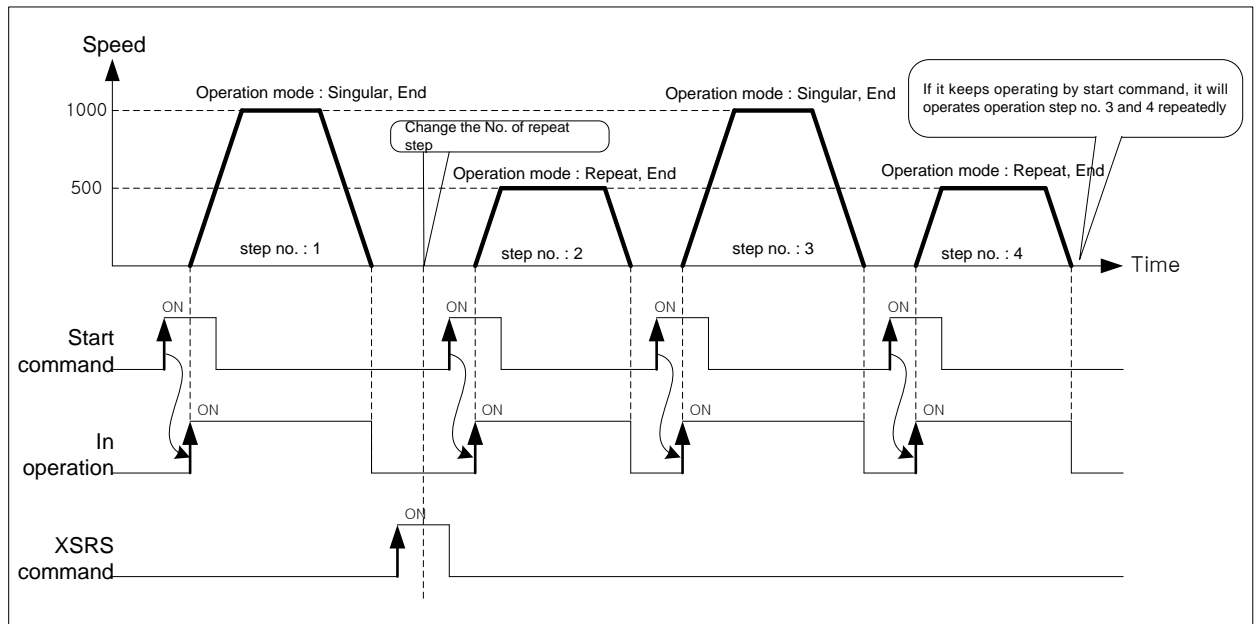 Speed
Operation mode : Singular, End
Operation mode : Singular, End
If it keeps operating by start command, it will
operates operation step no. 3 and 4 repeatedly
1000
Change the No. of repeat
step
500
Operation mode : Repeat, End
Operation mode : Repeat, End
step no. : 1
step no. : 2
step no. : 3
step no. : 4
Time
ON
ON
ON
ON
Start
command
ON
ON
ON
ON
In
operation
ON
XSRS
command